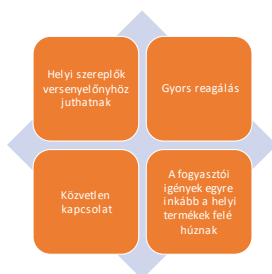 Helyi szereplők
versenyelőnyhöz
juthatnak
Gyors reagálás
Közvetlen
kapcsolat
A fogyasztói
igények egyre
inkább a helyi
termékek felé
húznak